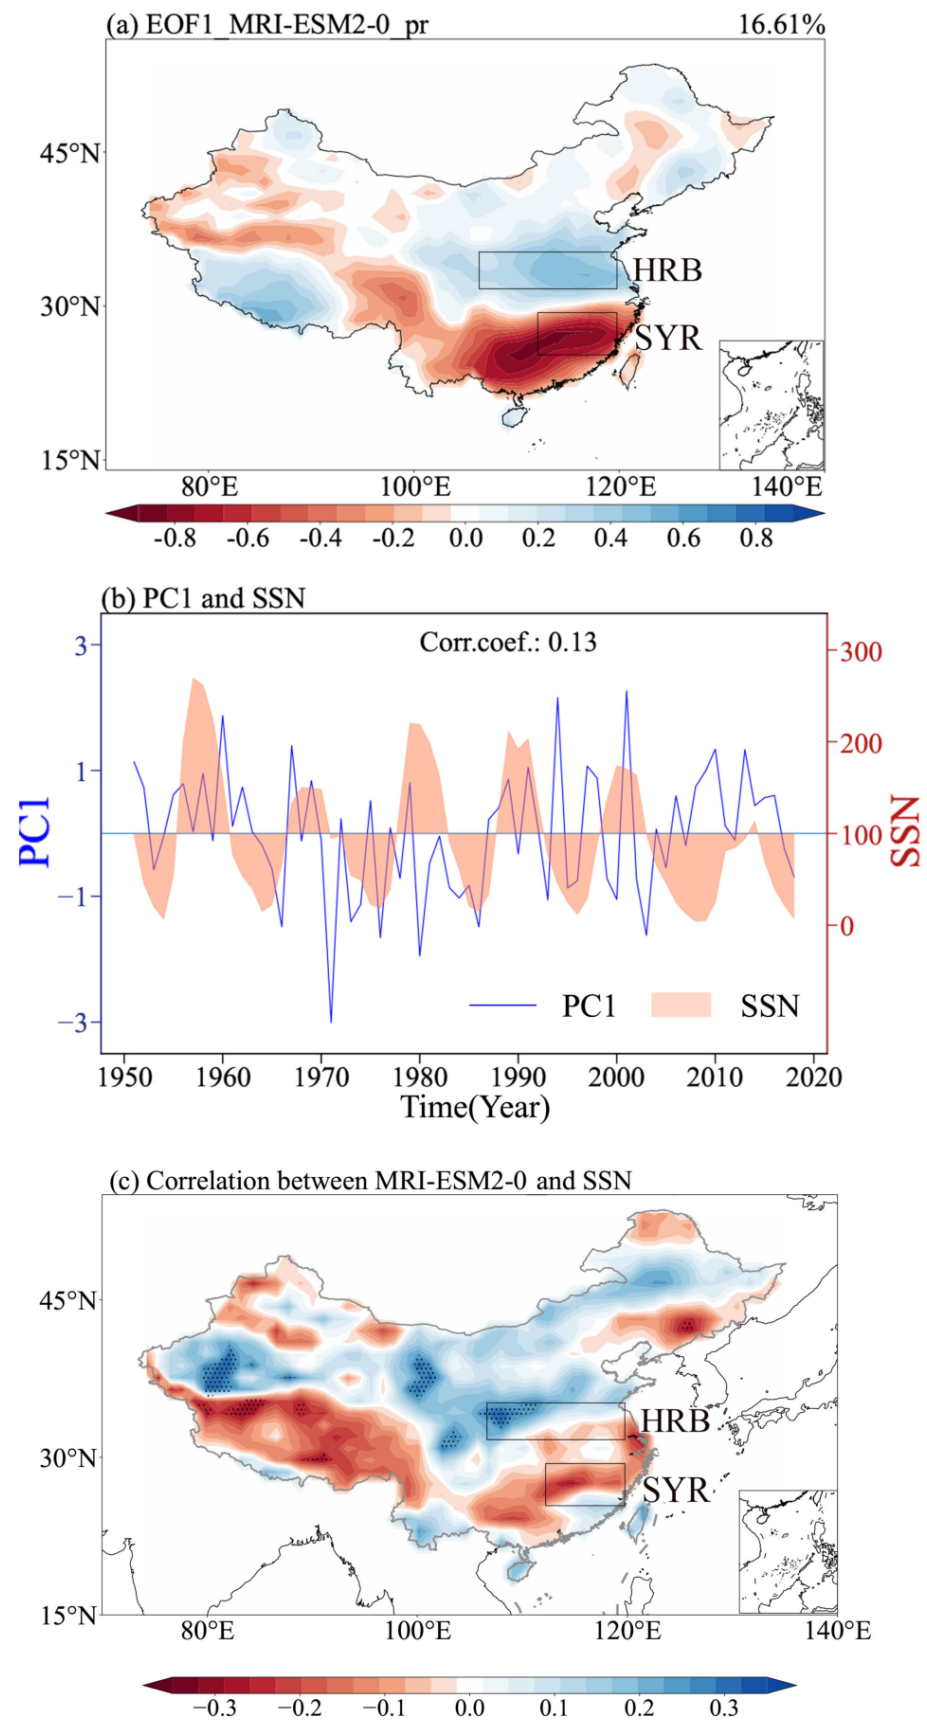 (a) EOF1_MRI-ESM2-0_pr 16.61%
45°N
HRB
30°N
SYR
15°N
80°E 100°E 120°E 140°E
-0.8 -0.6 -0.4 -0.2 0.0 0.2 0.4 0.6 0.8
(b) PC1 and SSN
Corr.coef.: 0.13
3 300
200
1
PC1 100 SSN
−1
0
PC1 SSN
−3
1950 1960 1970 1980 1990 2000 2010 2020
Time(Year)
(c) Correlation between MRI-ESM2-0 and SSN
45°N
HRB
30°N
SYR
15°N
80°E 100°E 120°E 140°E
−0.3 −0.2 −0.1 0.0 0.1 0.2 0.3